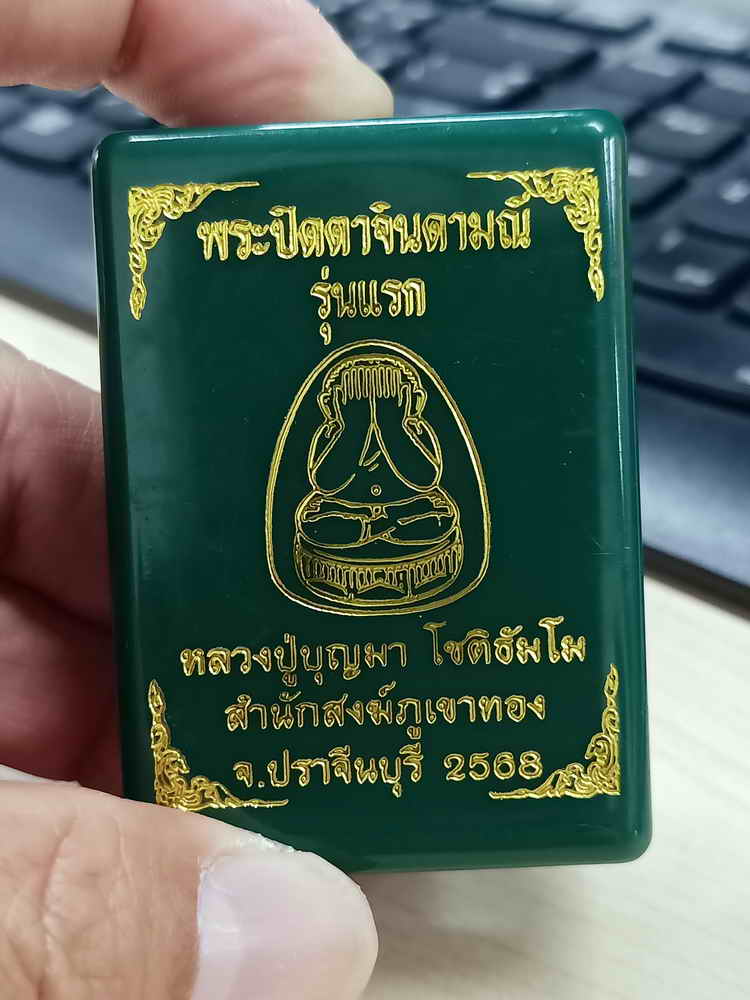 พระปิดตาจินดามณี
รุ่นแรก
หลวงปู่บุญมา โชติธัมโม
สำนักสงฆ์ภูเขาทอง
จ.ปราจีนบุรี 2568